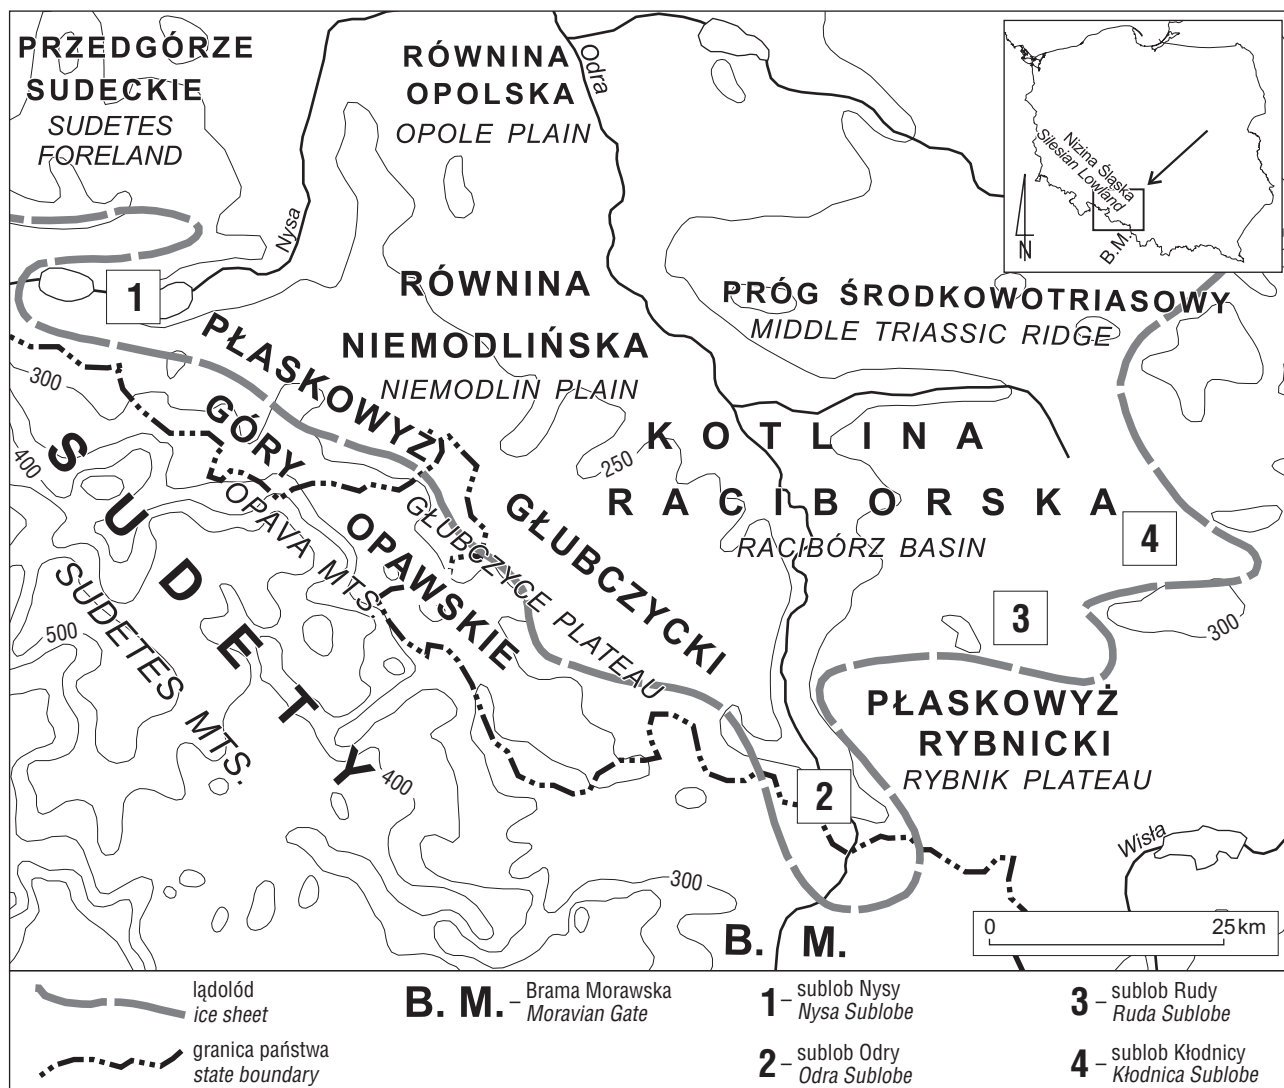 PRZEDGÓRZE
SUDECKIE
SUDETES
FORELAND
RÓWNINA
OPOLSKA
OPOLE PLAIN
Odra
Nysa
Nizina Śląska
Silesian Lowland
B.M.
N
1
RÓWNINA
NIEMODLIŃSKA
NIEMODLIN PLAIN
PRÓG ŚRODKOWOTRIASOWY
MIDDLE TRIASSIC RIDGE
PŁASKOWYŻ
GŁUBCZYCKI
GŁUBCZYCE PLATEAU
GÓRY
OPAWSKIE
OPAVA MTS.
300
400
250
KOTLINA
RACIBORSKA
RACIBÓRZ BASIN
4
3
300
SUDETY
SUDETES MTS.
500
400
2
PŁASKOWYŻ
RYBNICKI
RYBNIK PLATEAU
Wisła
300
B. M.
0 25 km
lądolód
ice sheet
granica państwa
state boundary
B. M. – Brama Morawska
Moravian Gate
1 – sublob Nysy
Nysa Sublobe
2 – sublob Odry
Odra Sublobe
3 – sublob Rudy
Ruda Sublobe
4 – sublob Kłodnicy
Kłodnica Sublobe